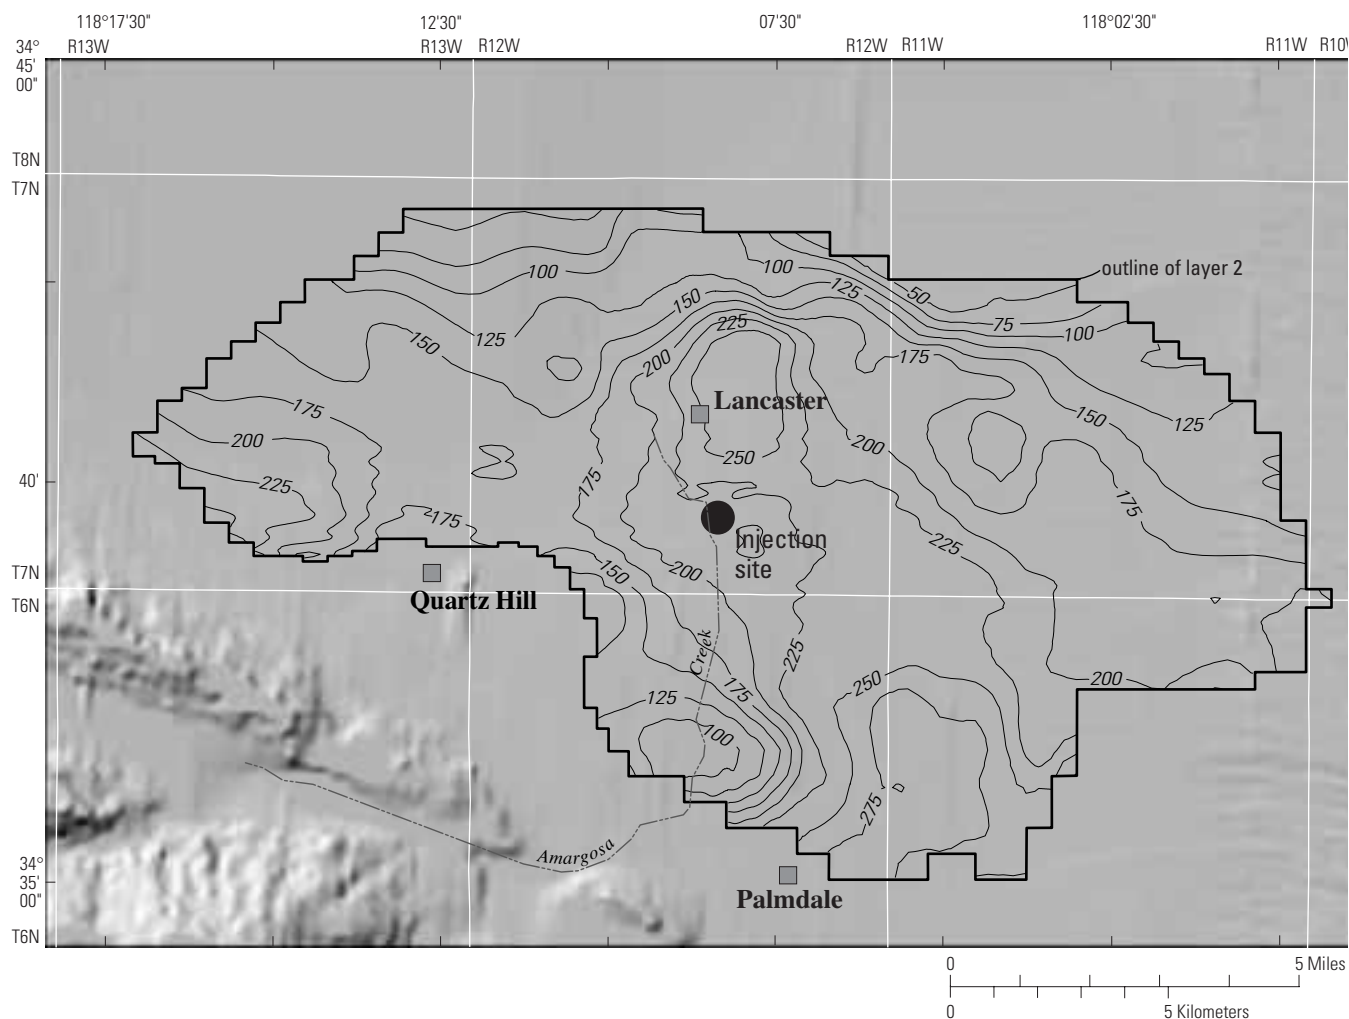 118°17'30" 12'30" 07'30" 118°02'30"
34° R13W R13W R12W R12W R11W R11W R10W
45'
00"
T8N
T7N
outline of layer 2
100 100
125 50
150
75
225 125 100
150 175
200
Lancaster
175 150
125
200 200
250
225 40'
175 175
175
225
Injection
site
150 200
T7N
T6N
Quartz Hill
Creek
225
175 250 200
125
100
275
Amargosa
34°
35'
00"
Palmdale
T6N
0 5 Miles
0 5 Kilometers